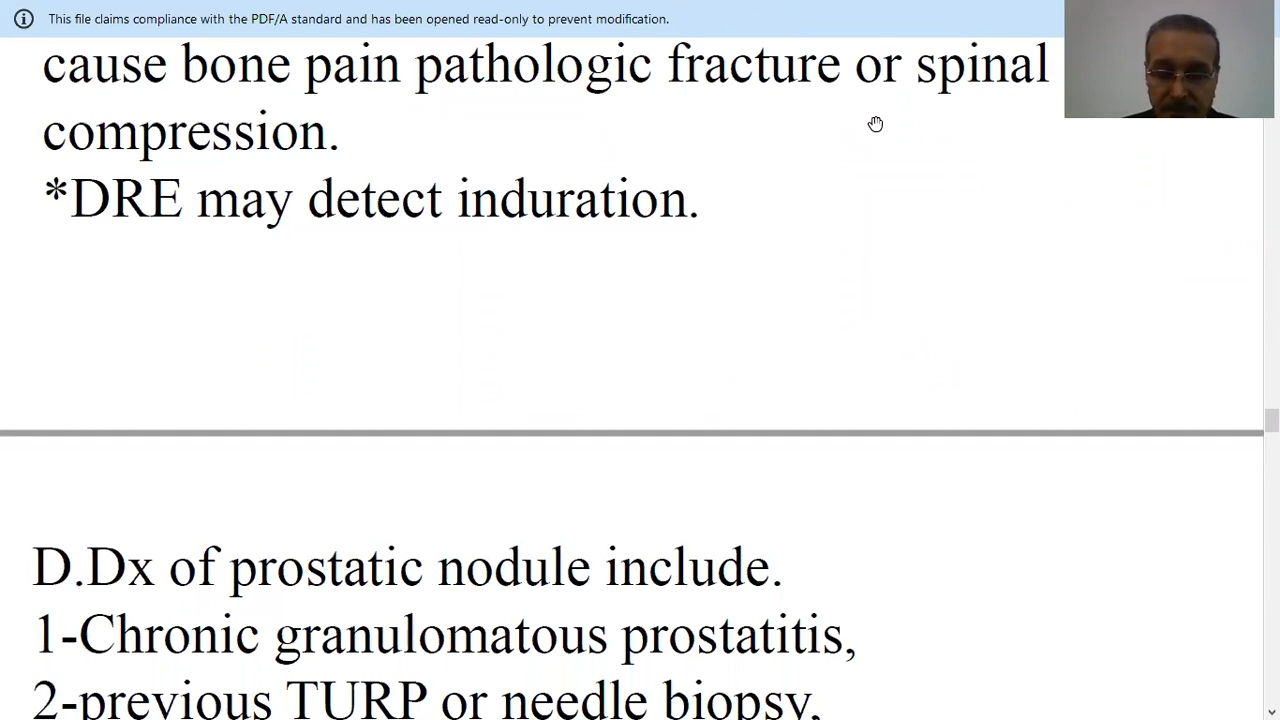 This file claims compliance with the PDF/A standard and has been opened read-only to prevent modification.
cause bone pain pathologic fracture or spinal
compression.
*DRE may detect induration.
D.Dx of prostatic nodule include.
1-Chronic granulomatous prostatitis,
2-previous TURP or needle biopsy,